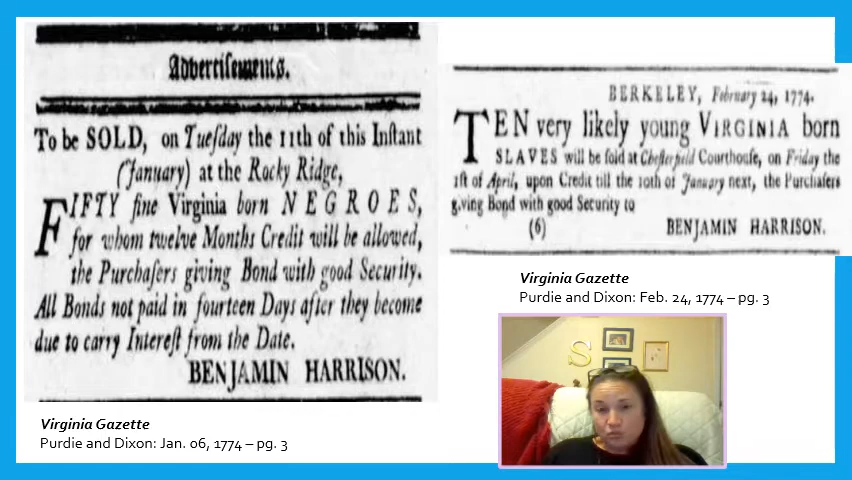 Advertisements.
To be SOLD, on Tueſday the 11th of this Inſtant
(January) at the Rocky Ridge,
FIFTY fine Virginia born NEGROES,
for whom twelve Months Credit will be allowed,
the Purchaſers giving Bond with good Security.
All Bonds not paid in fourteen Days after they become
due to carry Intereſt from the Date.
BENJAMIN HARRISON.
Virginia Gazette
Purdie and Dixon: Jan. 06, 1774 – pg. 3
BERKELEY, February 24, 1774.
TEN very likely young VIRGINIA born
SLAVES will be ſold at Cheſterfield Courthouſe, on Friday the
1ſt of April, upon Credit till the 10th of January next, the Purchaſers
giving Bond with good Security to
(6) BENJAMIN HARRISON.
Virginia Gazette
Purdie and Dixon: Feb. 24, 1774 – pg. 3
S